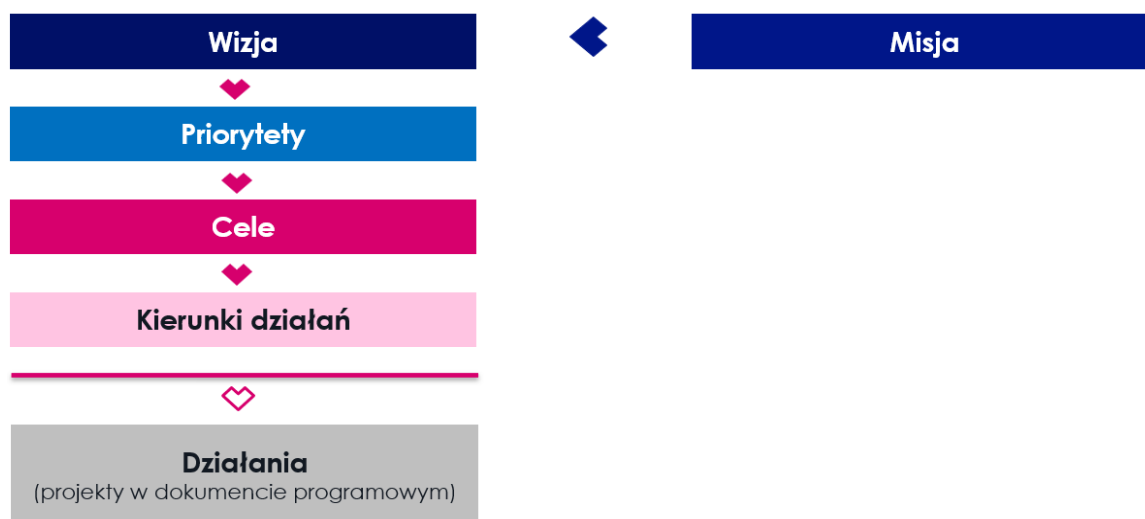 Wizja
Misja
Priorytety
Cele
Kierunki działań
Działania
(projekty w dokumencie programowym)